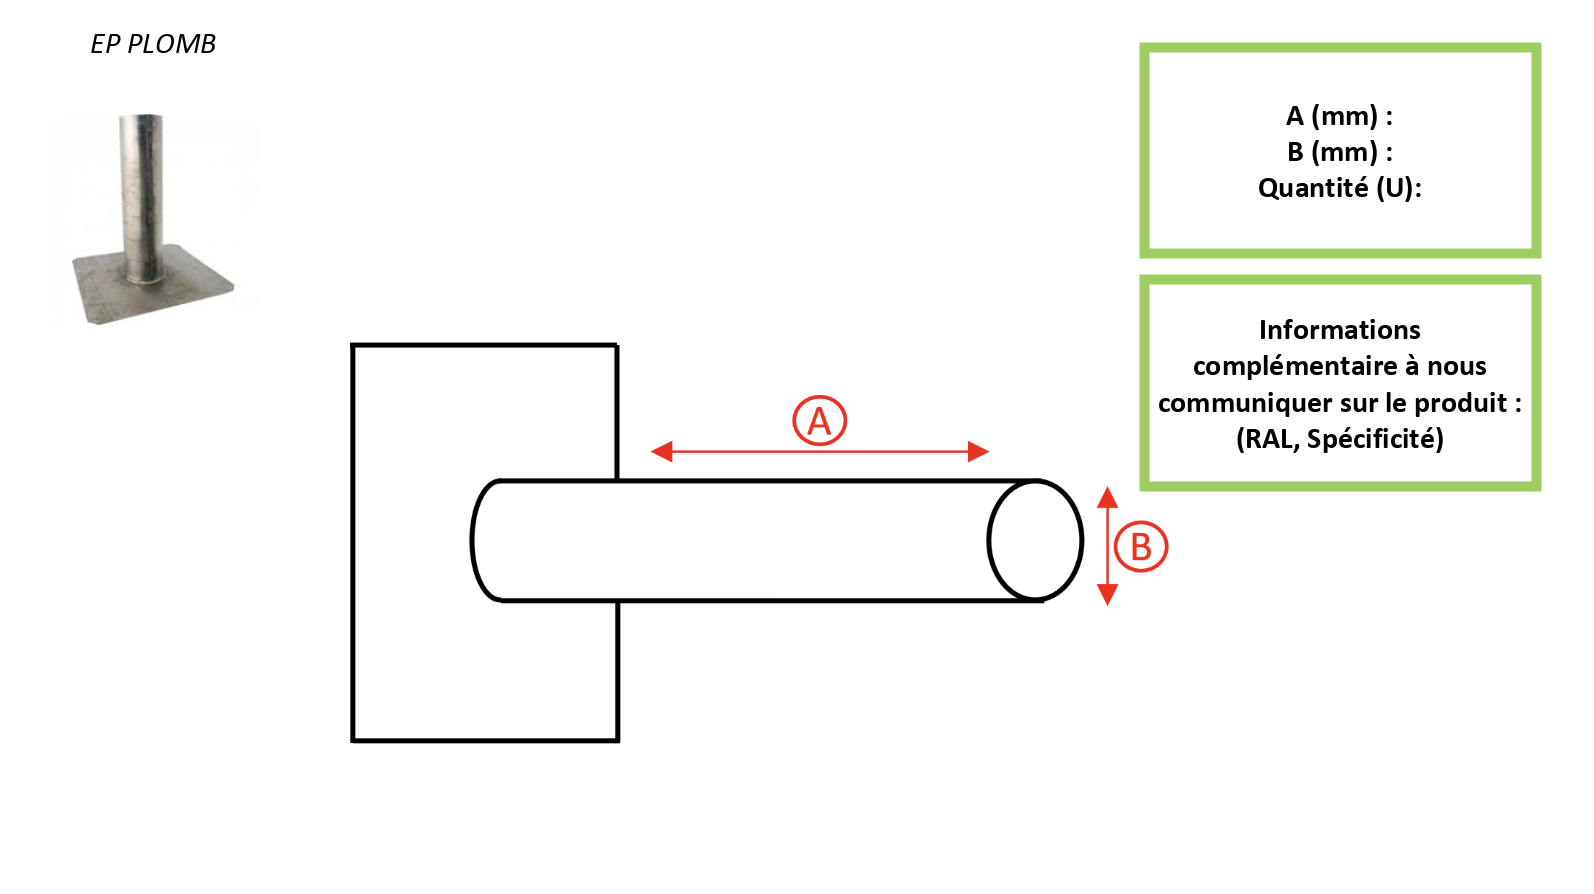 EP PLOMB
A (mm) :
B (mm) :
Quantité (U):
Informations
complémentaire à nous
communiquer sur le produit :
(RAL, Spécificité)
A
B